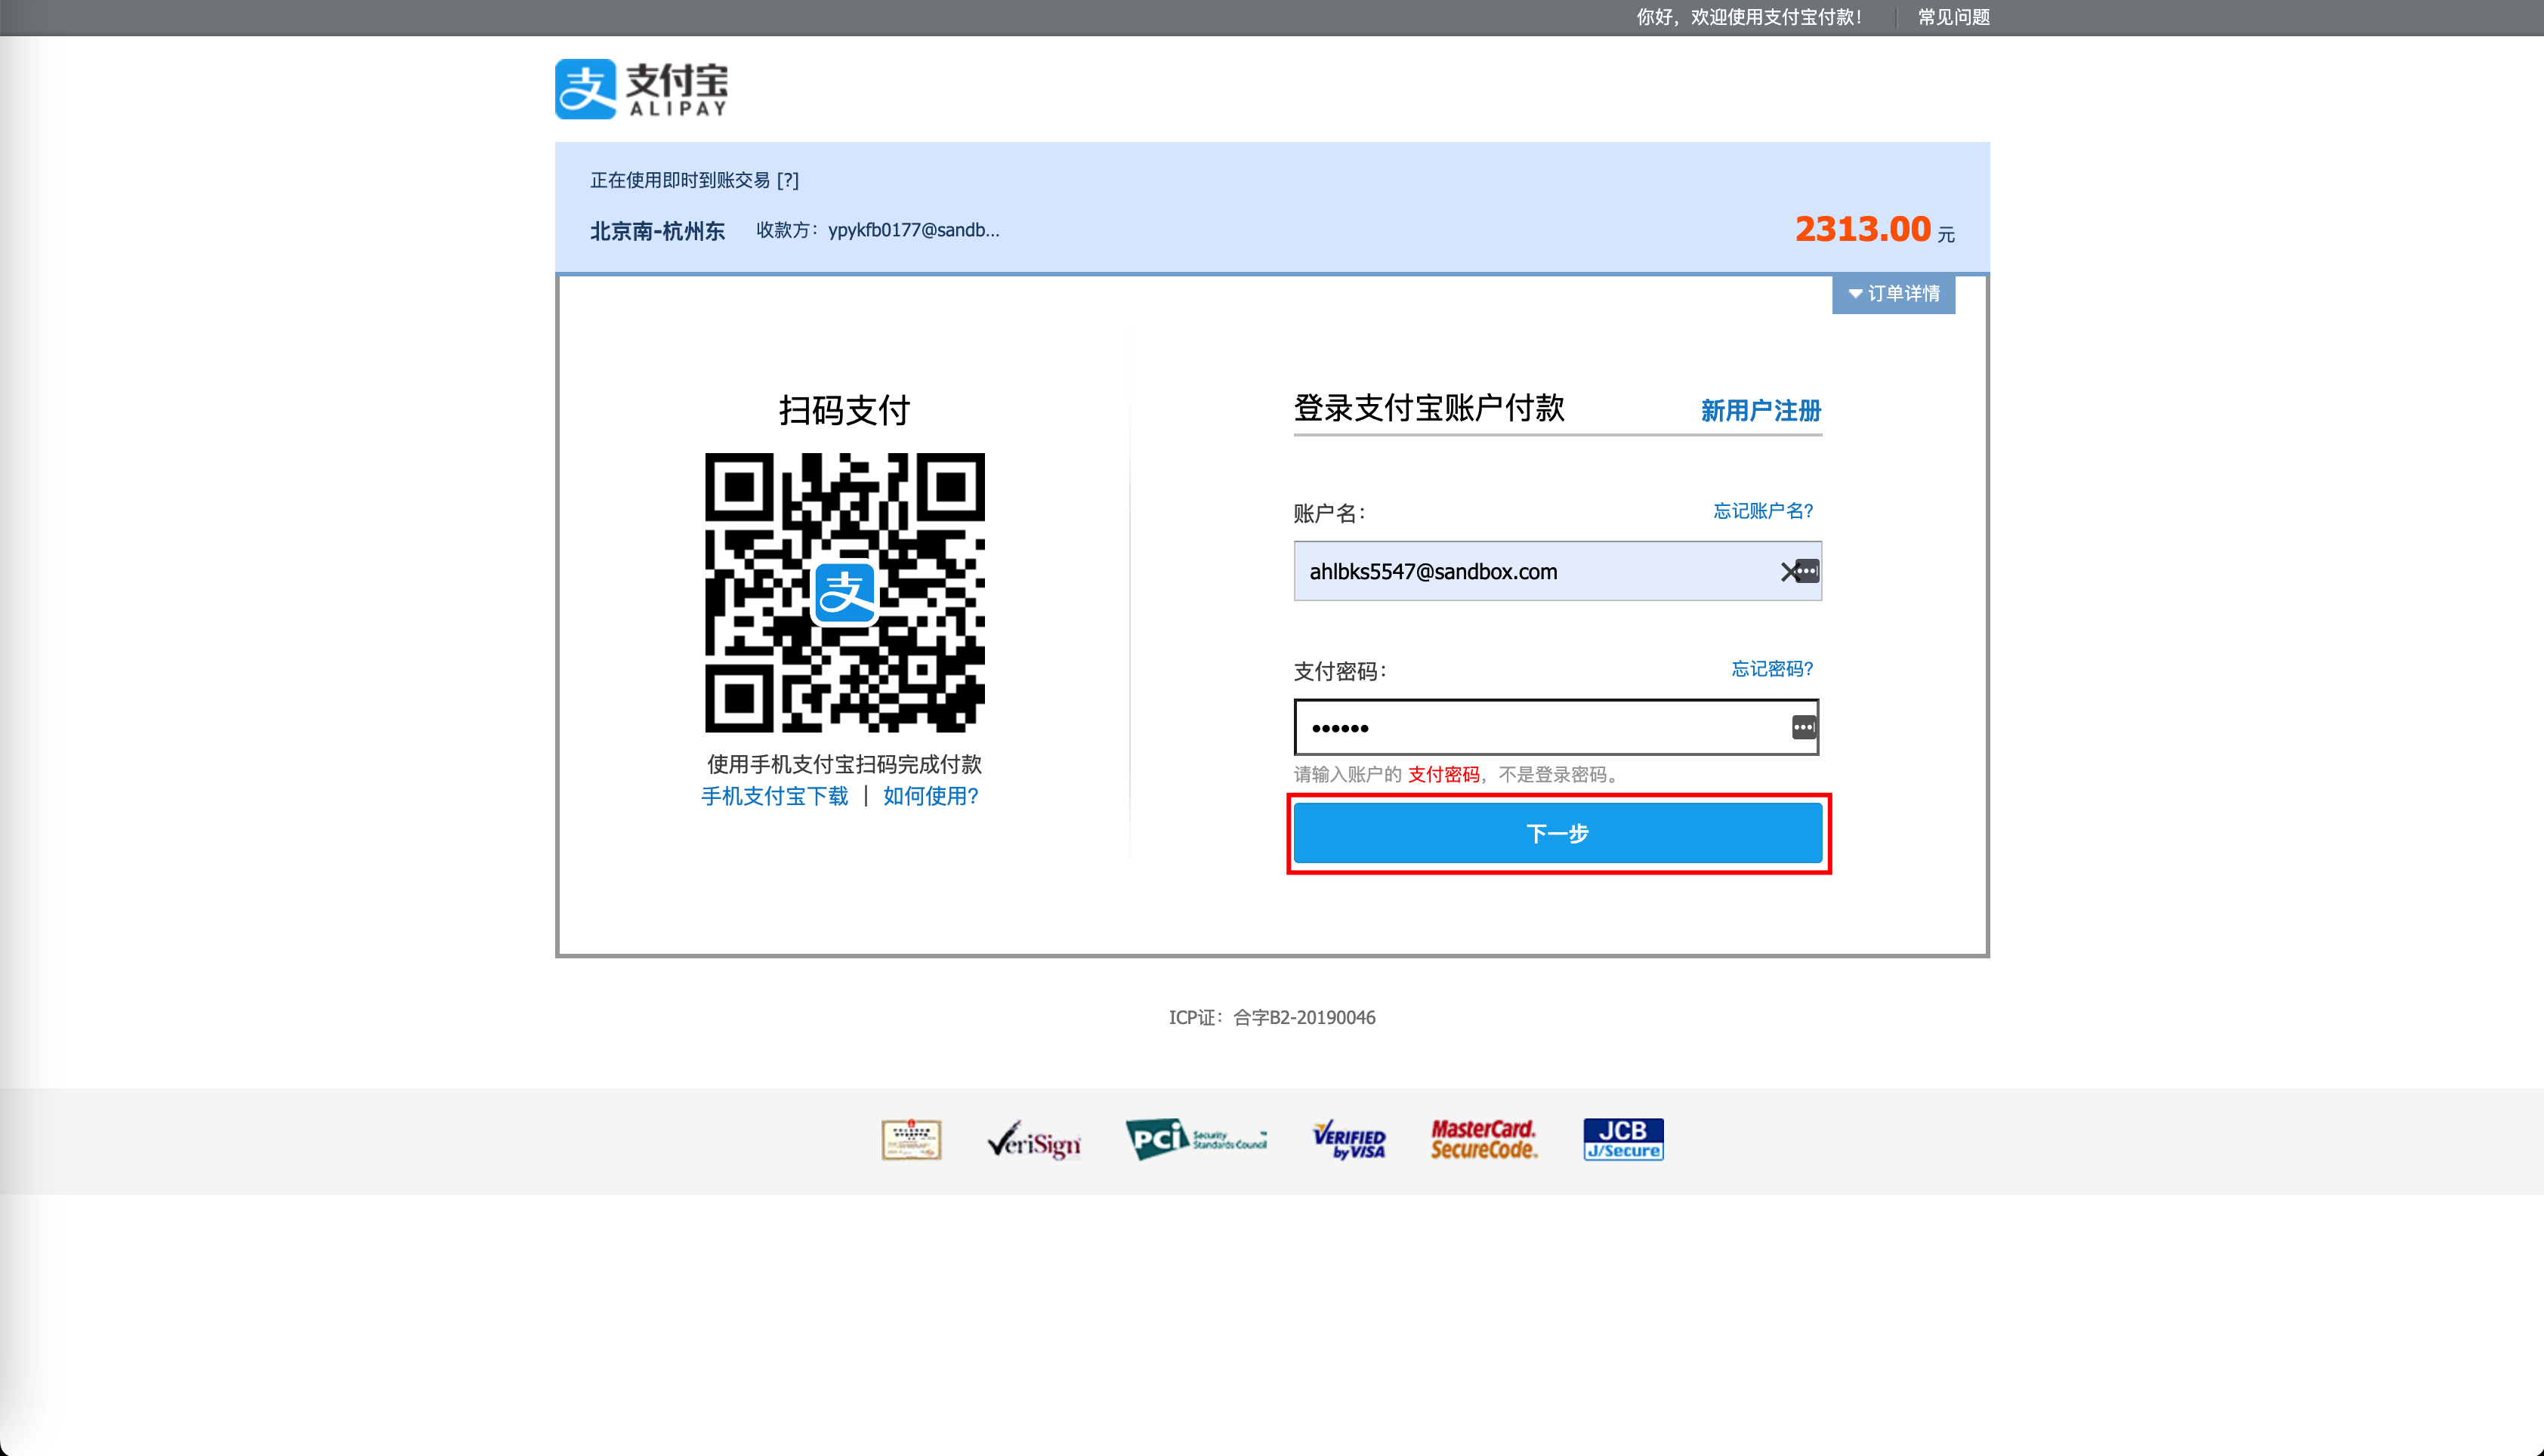 你好，欢迎使用支付宝付款！ 常见问题
支 支付宝
ALIPAY
正在使用即时到账交易 [?]
北京南-杭州东 收款方：ypykfb0177@sandb... 2313.00 元
订单详情
扫码支付
支
使用手机支付宝扫码完成付款
手机支付宝下载 | 如何使用?
登录支付宝账户付款 新用户注册
账户名： 忘记账户名?
ahlbks5547@sandbox.com
支付密码： 忘记密码?
••••••
请输入账户的 支付密码，不是登录密码。
下一步
ICP证：合字B2-20190046
VeriSign
PCI Security Standards Council
VERIFIED by VISA
MasterCard. SecureCode.
JCB J/Secure